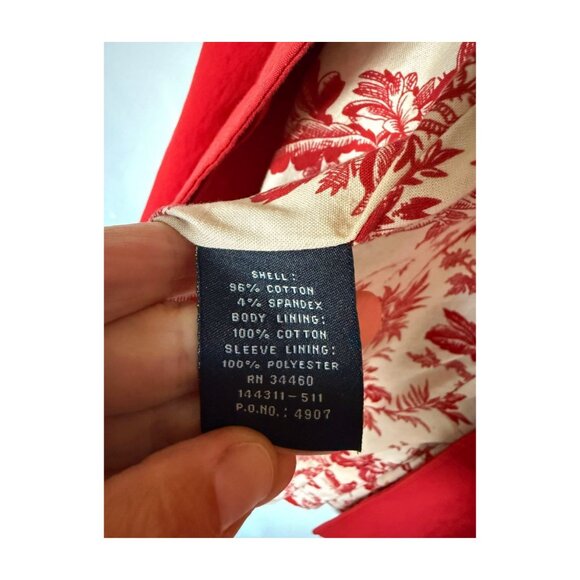 SHELL:
96% COTTON
4% SPANDEX
BODY LINING:
100% COTTON
SLEEVE LINING:
100% POLYESTER
RN 34460
144311-511
P.O.NO.: 4907